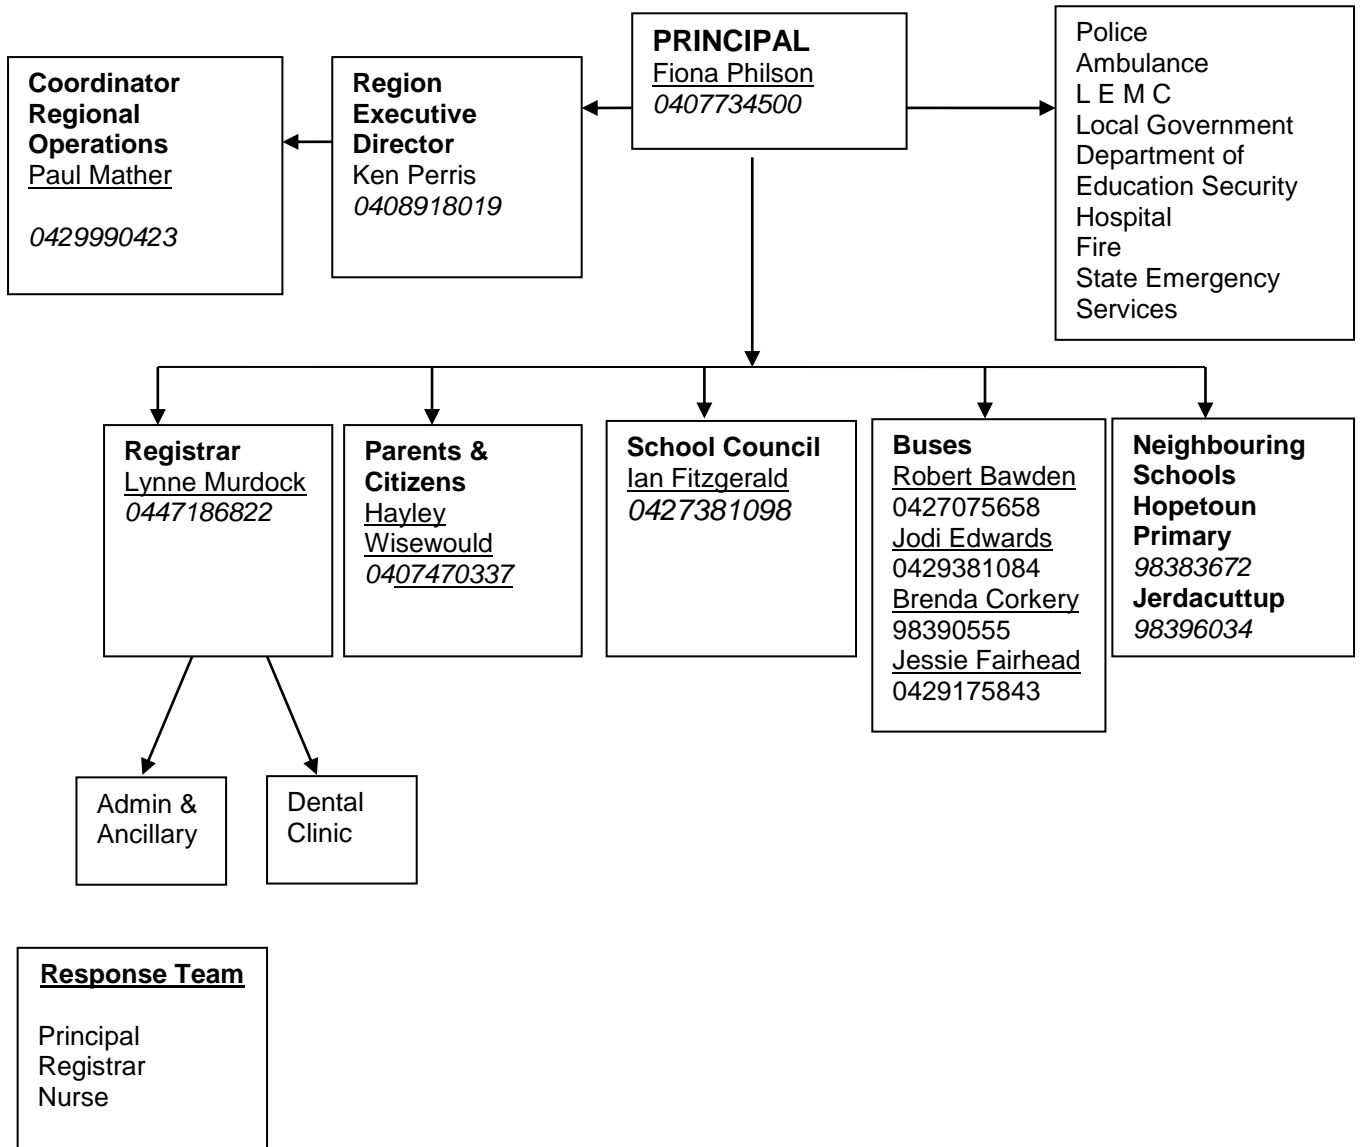 PRINCIPAL
Fiona Philson
0407734500
Coordinator
Regional
Operations
Paul Mather
0429990423
Region
Executive
Director
Ken Perris
0408918019
Police
Ambulance
L E M C
Local Government
Department of
Education Security
Hospital
Fire
State Emergency
Services
Registrar
Lynne Murdock
0447186822
Parents &
Citizens
Hayley
Wisewould
0407470337
School Council
Ian Fitzgerald
0427381098
Buses
Robert Bawden
0427075658
Jodi Edwards
0429381084
Brenda Corkery
98390555
Jessie Fairhead
0429175843
Neighbouring
Schools
Hopetoun
Primary
98383672
Jerdacuttup
98396034
Admin &
Ancillary
Dental
Clinic
Response Team
Principal
Registrar
Nurse